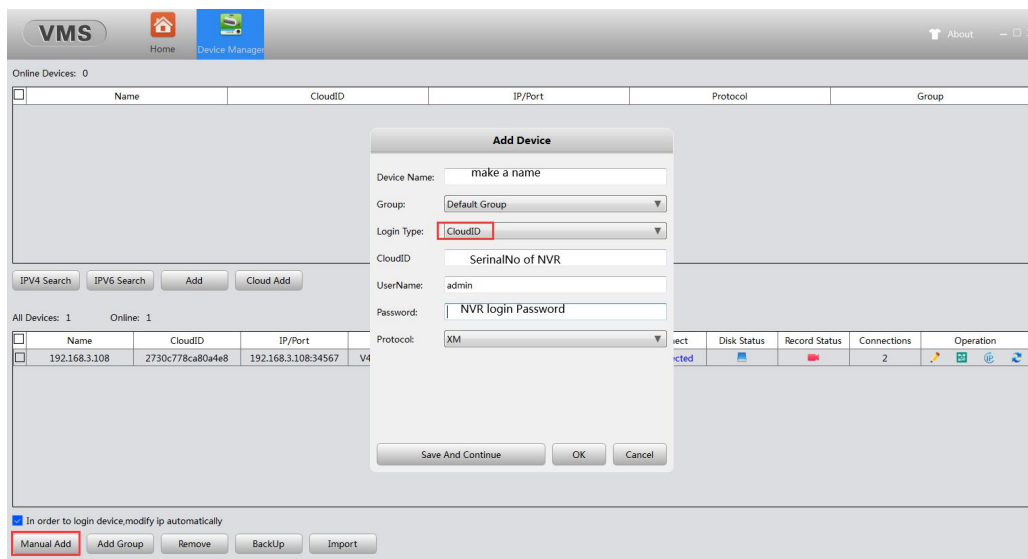 VMS
Home
Device Manager
About
Online Devices: 0
Name CloudID IP/Port Protocol Group
Add Device
Device Name: make a name
Group: Default Group
Login Type: CloudID
CloudID SerinalNo of NVR
UserName: admin
Password: NVR login Password
Protocol: XM
Save And Continue OK Cancel
IPV4 Search IPV6 Search Add Cloud Add
All Devices: 1 Online: 1
Name CloudID IP/Port ect Disk Status Record Status Connections Operation
192.168.3.108 2730c778ca80a4e8 192.168.3.108:34567 V4 cted 2 IP
In order to login device,modify ip automatically
Manual Add Add Group Remove BackUp Import